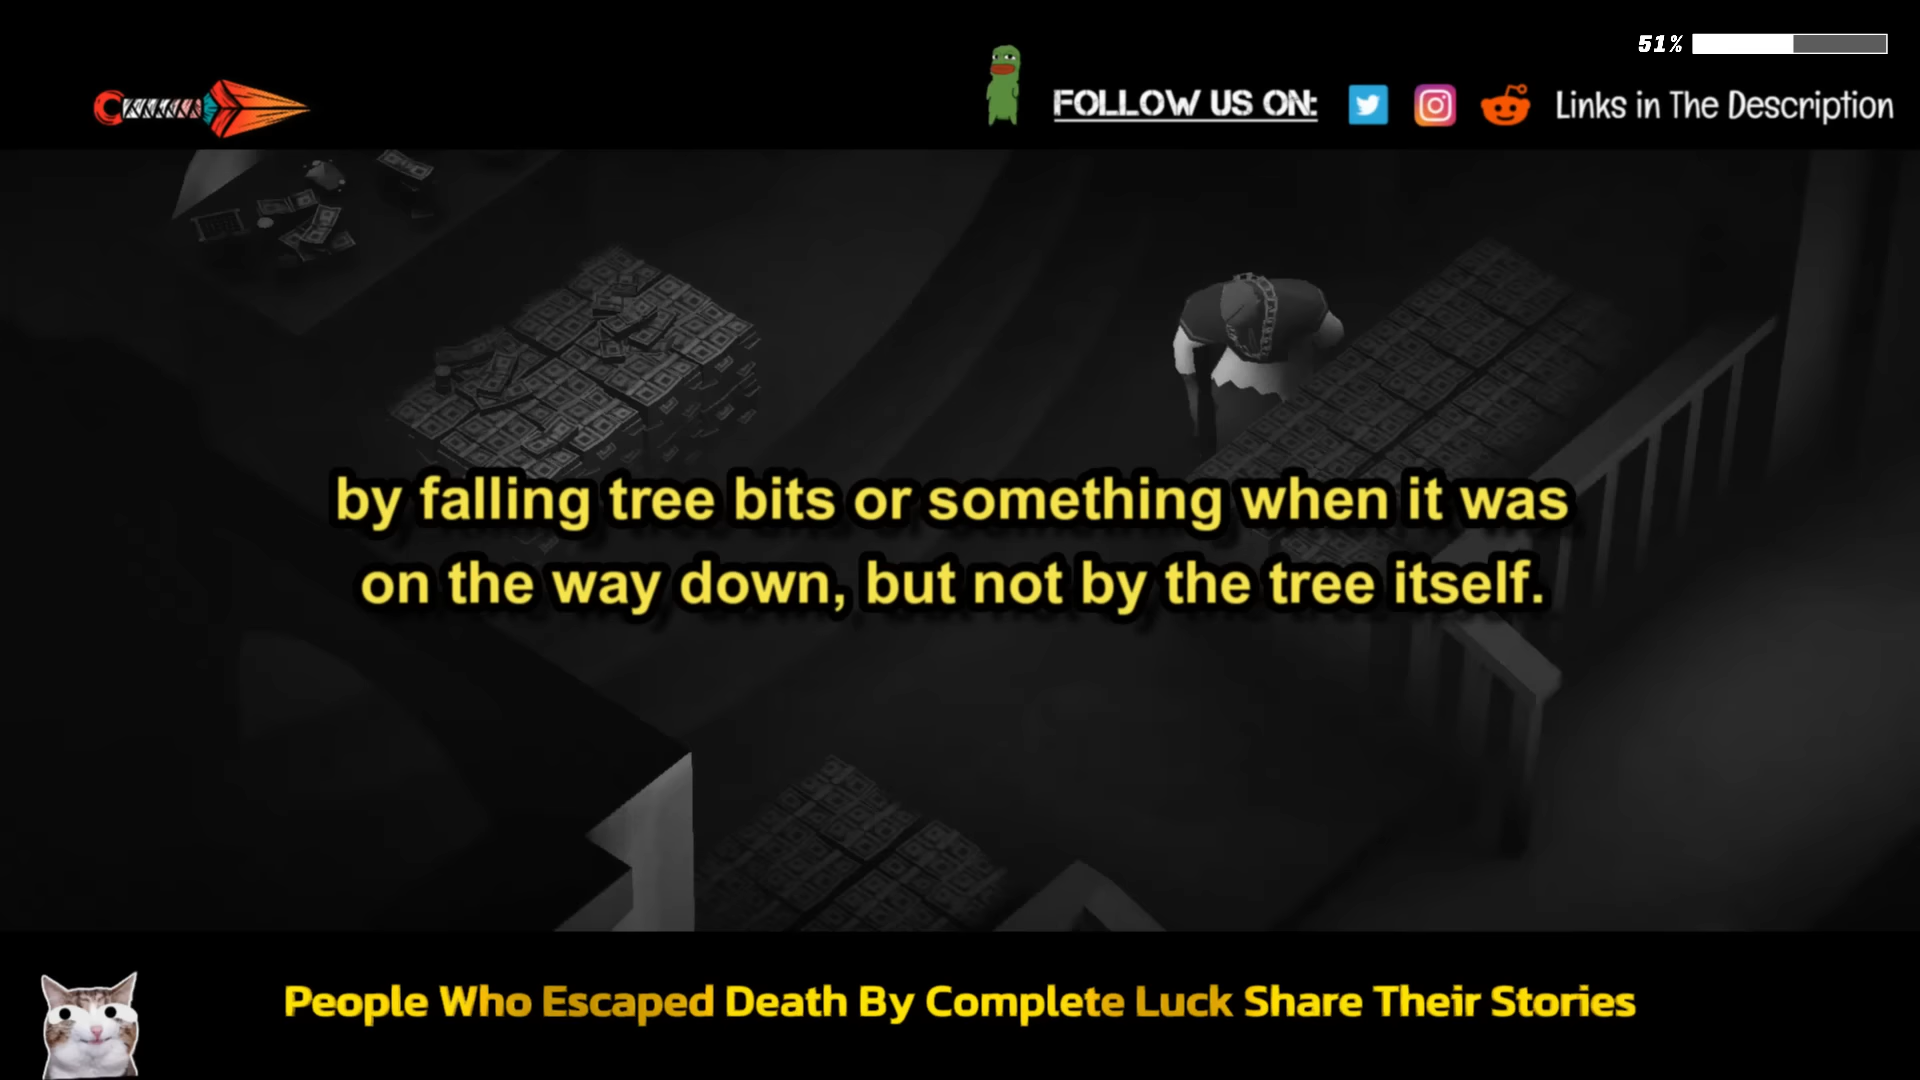 51%
FOLLOW US ON:
Links in The Description
by falling tree bits or something when it was
on the way down, but not by the tree itself.
People Who Escaped Death By Complete Luck Share Their Stories